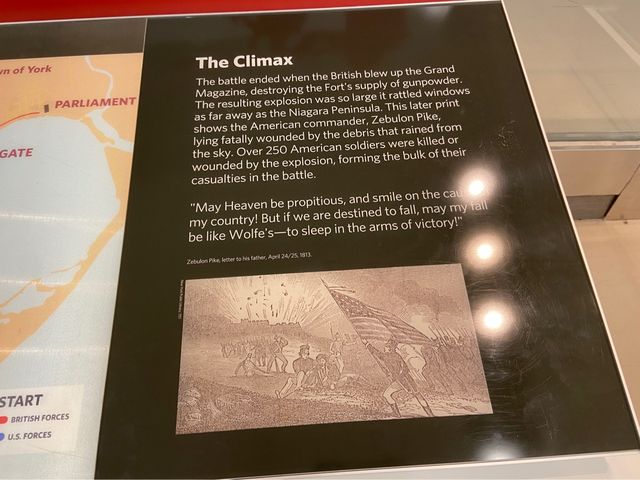 The Climax
The battle ended when the British blew up the Grand
Magazine, destroying the Fort's supply of gunpowder.
The resulting explosion was so large it rattled windows
as far away as the Niagara Peninsula. This later print
shows the American commander, Zebulon Pike,
lying fatally wounded by the debris that rained from
the sky. Over 250 American soldiers were killed or
wounded by the explosion, forming the bulk of their
casualties in the battle.
"May Heaven be propitious, and smile on the cau
my country! But if we are destined to fall, may my fall
be like Wolfe's—to sleep in the arms of victory!"
Zebulon Pike, letter to his father, April 24/25, 1813.
wn of York
PARLIAMENT
GATE
START
BRITISH FORCES
U.S. FORCES